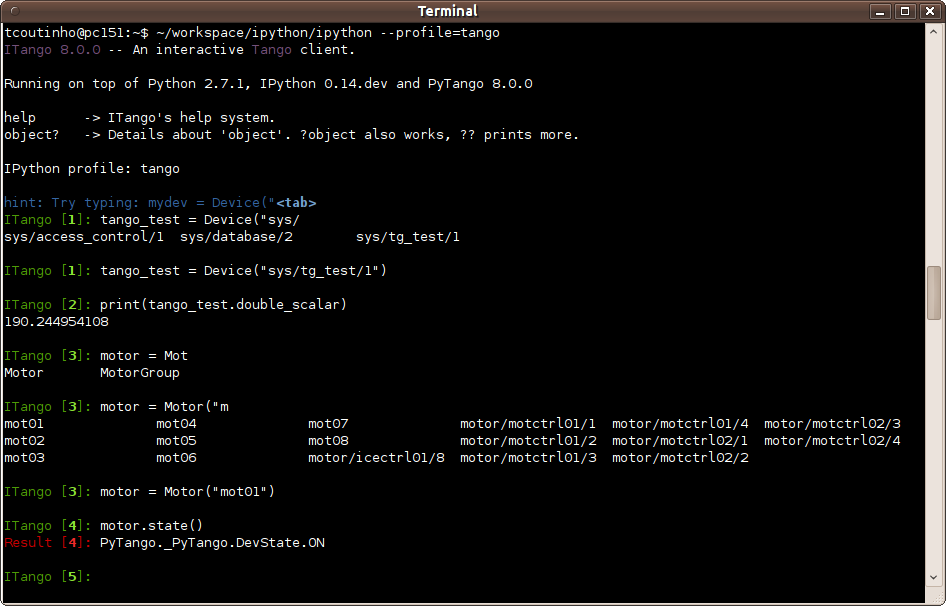 Terminal
tcoutinho@pc151:~$ ~/workspace/ipython/ipython --profile=tango
ITango 8.0.0 -- An interactive Tango client.
Running on top of Python 2.7.1, IPython 0.14.dev and PyTango 8.0.0
help      -> ITango's help system.
object?   -> Details about 'object'. ?object also works, ?? prints more.
IPython profile: tango
hint: Try typing: mydev = Device("<tab>
ITango [1]: tango_test = Device("sys/
sys/access_control/1  sys/database/2        sys/tg_test/1
ITango [1]: tango_test = Device("sys/tg_test/1")
ITango [2]: print(tango_test.double_scalar)
190.244954108
ITango [3]: motor = Mot
Motor       MotorGroup
ITango [3]: motor = Motor("m
mot01              mot04              mot07              motor/motctrl01/1  motor/motctrl01/4  motor/motctrl02/3
mot02              mot05              mot08              motor/motctrl01/2  motor/motctrl02/1  motor/motctrl02/4
mot03              mot06              motor/icectrl01/8  motor/motctrl01/3  motor/motctrl02/2
ITango [3]: motor = Motor("mot01")
ITango [4]: motor.state()
Result [4]: PyTango._PyTango.DevState.ON
ITango [5]: